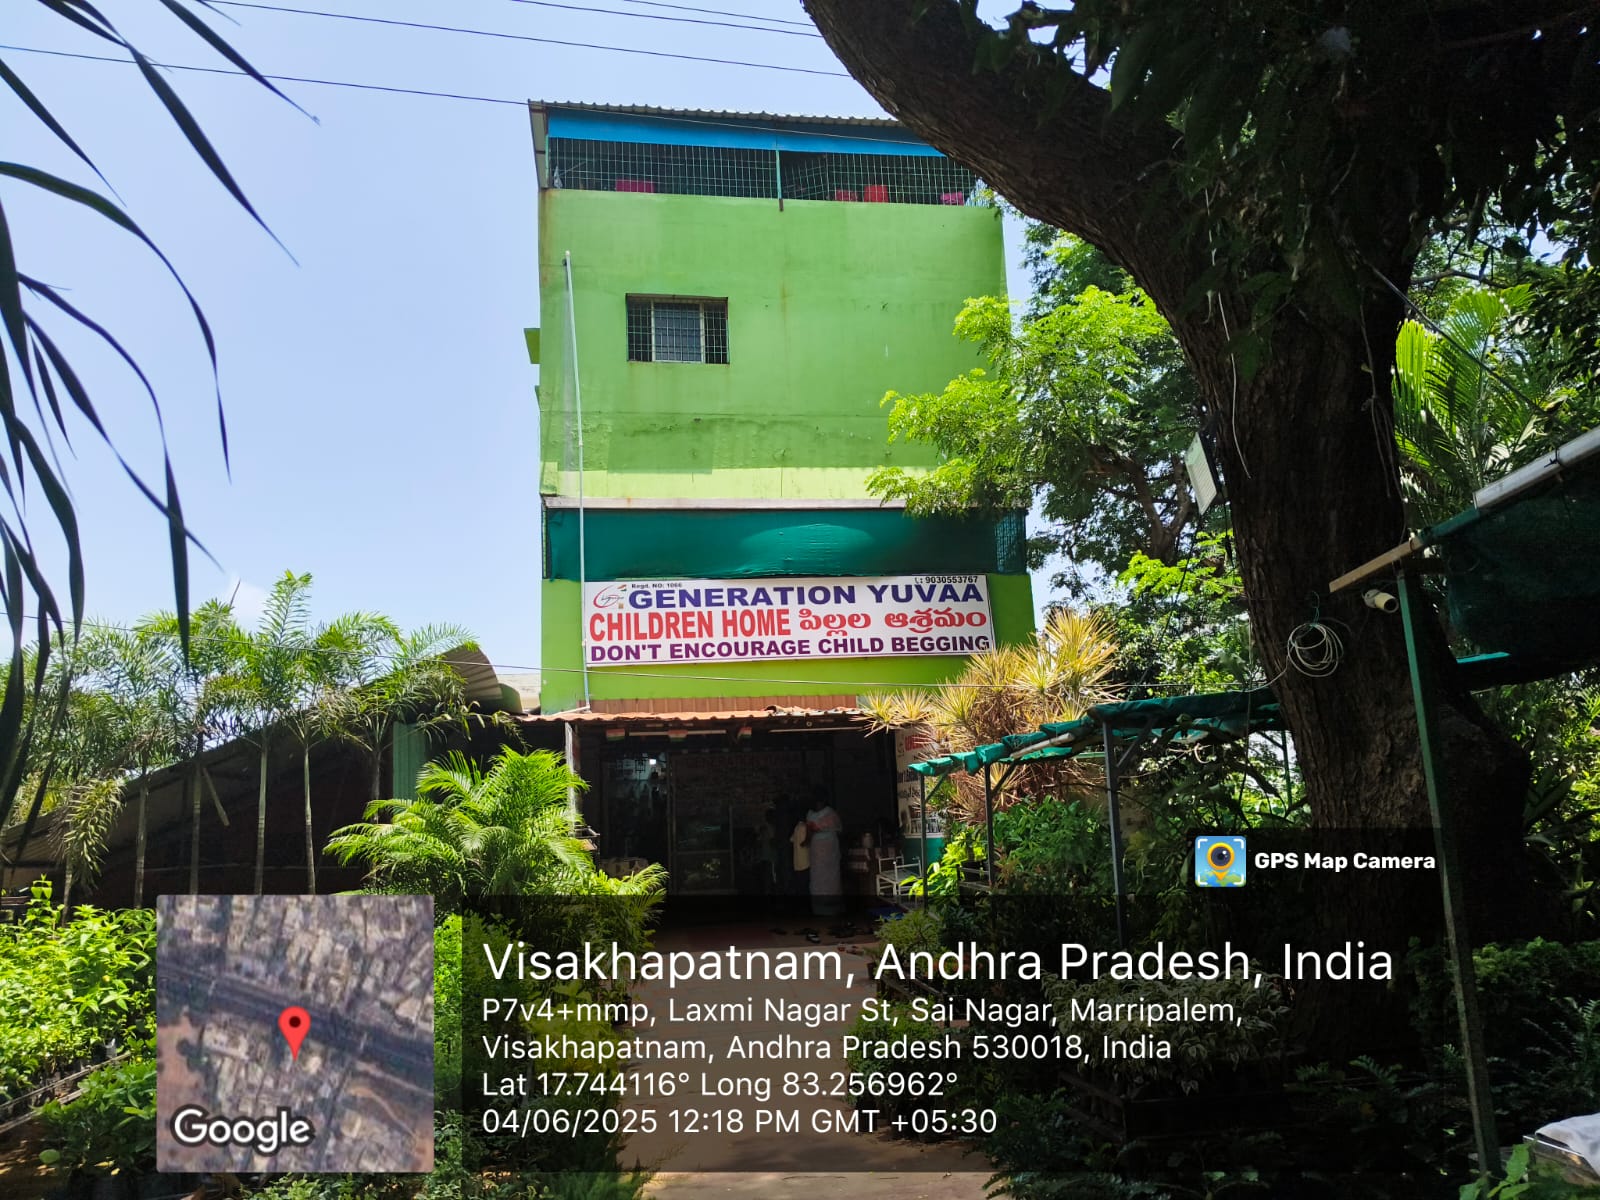 Regd. NO: 1066
: 9030553767
GENERATION YUVAA
CHILDREN HOME పిల్లల ఆశ్రమం
DON'T ENCOURAGE CHILD BEGGING
GPS Map Camera
Google
Visakhapatnam, Andhra Pradesh, India
P7v4+mmp, Laxmi Nagar St, Sai Nagar, Marripalem,
Visakhapatnam, Andhra Pradesh 530018, India
Lat 17.744116° Long 83.256962°
04/06/2025 12:18 PM GMT +05:30